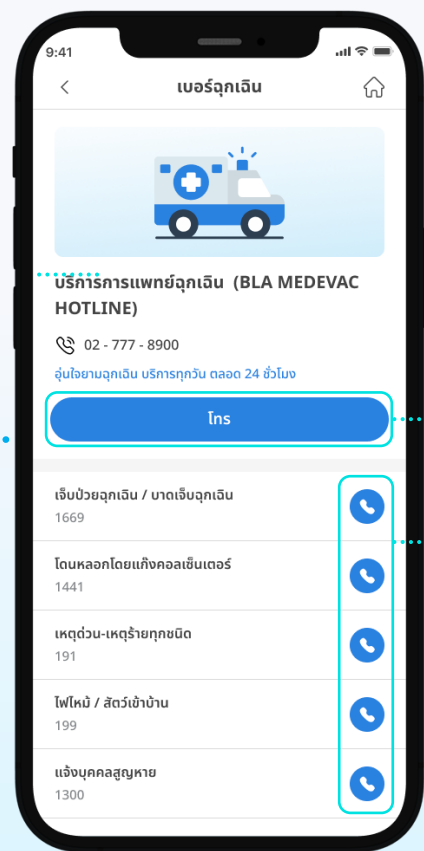 9:41
เบอร์ฉุกเฉิน
บริการการแพทย์ฉุกเฉิน (BLA MEDEVAC
HOTLINE)
02 - 777 - 8900
อุ่นใจยามฉุกเฉิน บริการทุกวัน ตลอด 24 ชั่วโมง
โทร
เจ็บป่วยฉุกเฉิน / บาดเจ็บฉุกเฉิน
1669
โดนหลอกโดยแก๊งคอลเซ็นเตอร์
1441
เหตุด่วน-เหตุร้ายทุกชนิด
191
ไฟไหม้ / สัตว์เข้าบ้าน
199
แจ้งบุคคลสูญหาย
1300